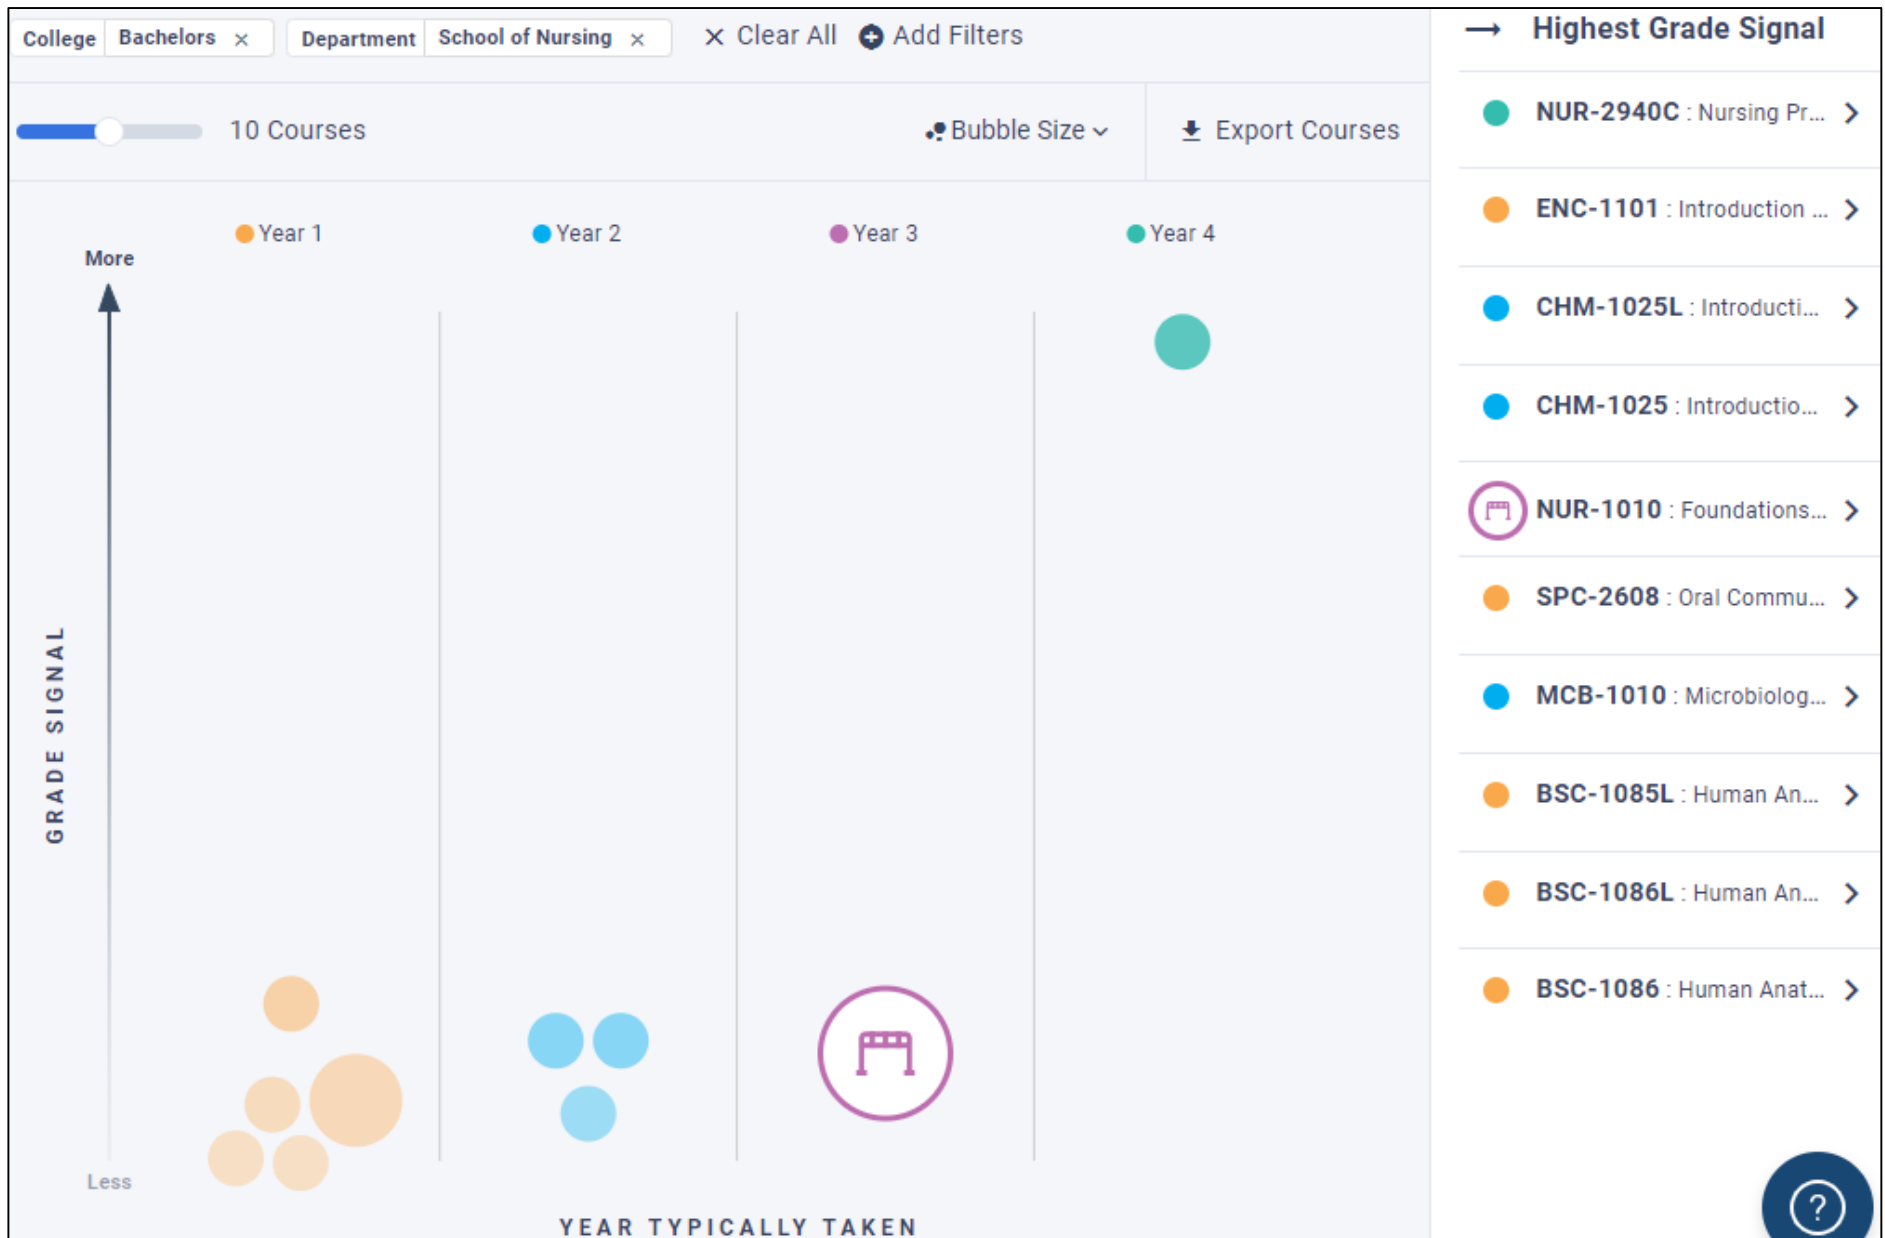 College Bachelors × Department School of Nursing × × Clear All Add Filters
10 Courses Bubble Size Export Courses
Year 1 Year 2 Year 3 Year 4
More
GRADE SIGNAL
Less
YEAR TYPICALLY TAKEN
→ Highest Grade Signal
NUR-2940C : Nursing Pr...
ENC-1101 : Introduction ...
CHM-1025L : Introducti...
CHM-1025 : Introductio...
NUR-1010 : Foundations...
SPC-2608 : Oral Commu...
MCB-1010 : Microbiolog...
BSC-1085L : Human An...
BSC-1086L : Human An...
BSC-1086 : Human Anat...
?